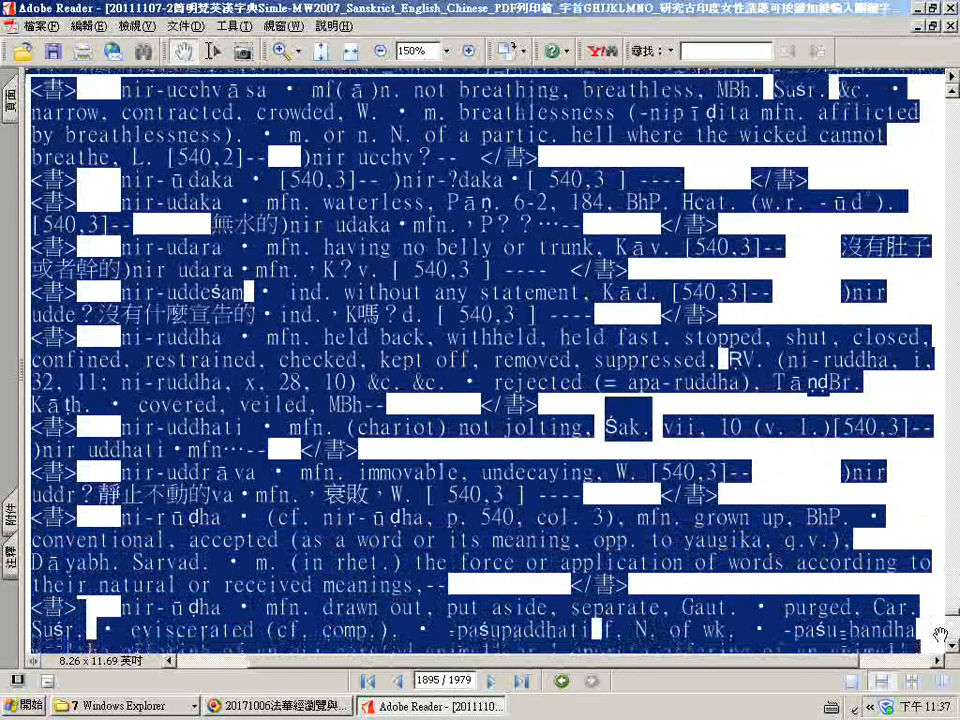 Adobe Reader - [20111107-2簡明梵英漢字典Simle-MW2007_Sanskrict_English_Chinese_PDF列印檔_字首GHIJKLMNO_研究古印度女性話題可按
檔案(F) 編輯(E) 檢視(V) 文件(D) 工具(T) 視窗(W) 說明(H)
150% Y! 尋找：
頁面
附件
注釋
<書> nir-ucchvāsa • mf(ā)n. not breathing, breathless, MBh. Suśr. &c. •
narrow, contracted, crowded, W. • m. breathlessness (-nipīḍita mfn. afflicted
by breathlessness). • m. or n. N. of a partic. hell where the wicked cannot
breathe, L. [540,2]-- )nir ucchv？-- </書>
<書> nir-ūdaka • [540,3]-- )nir-?daka•[ 540,3 ] ---- </書>
<書> nir-udaka • mfn. waterless, Pāṇ. 6-2, 184, BhP. Hcat. (w.r. -ūd°).
[540,3]-- 無水的)nir udaka•mfn.，P？？…-- </書>
<書> nir-udara • mfn. having no belly or trunk, Kāv. [540,3]-- 沒有肚子
或者幹的)nir udara•mfn.，K？v. [ 540,3 ] ---- </書>
<書> nir-uddeśam • ind. without any statement, Kād. [540,3]-- )nir
udde？沒有什麼宣告的•ind.，K嗎？d. [ 540,3 ] ---- </書>
<書> ni-ruddha • mfn. held back, withheld, held fast, stopped, shut, closed,
confined, restrained, checked, kept off, removed, suppressed, ṚV. (ni-ruddha, i,
32, 11; ni-ruddha, x, 28, 10) &c. &c. • rejected (= apa-ruddha), TāṇḍBr.
Kāṭh. • covered, veiled, MBh-- </書>
<書> nir-uddhati • mfn. (chariot) not jolting, Śak. vii, 10 (v. l.)[540,3]--
)nir uddhati•mfn…-- </書>
<書> nir-uddrāva • mfn. immovable, undecaying, W. [540,3]-- )nir
uddr？靜止不動的va•mfn.，衰敗，W. [ 540,3 ] ---- </書>
<書> ni-rūḍha • (cf. nir-ūḍha, p. 540, col. 3), mfn. grown up, BhP. •
conventional, accepted (as a word or its meaning, opp. to yaugika, q.v.),
Dāyabh. Sarvad. • m. (in rhet.) the force or application of words according to
their natural or received meanings,-- </書>
<書> nir-ūḍha • mfn. drawn out, put aside, separate, Gaut. • purged, Car.
Suśr. • eviscerated (cf. comp.). • -paśupaddhati f. N. of wk. • -paśu-bandha
8.26 x 11.69 英吋
1895 / 1979
開始 7 Windows Explorer 20171006法華經瀏覽與... Adobe Reader - [2011110... 下午 11:37